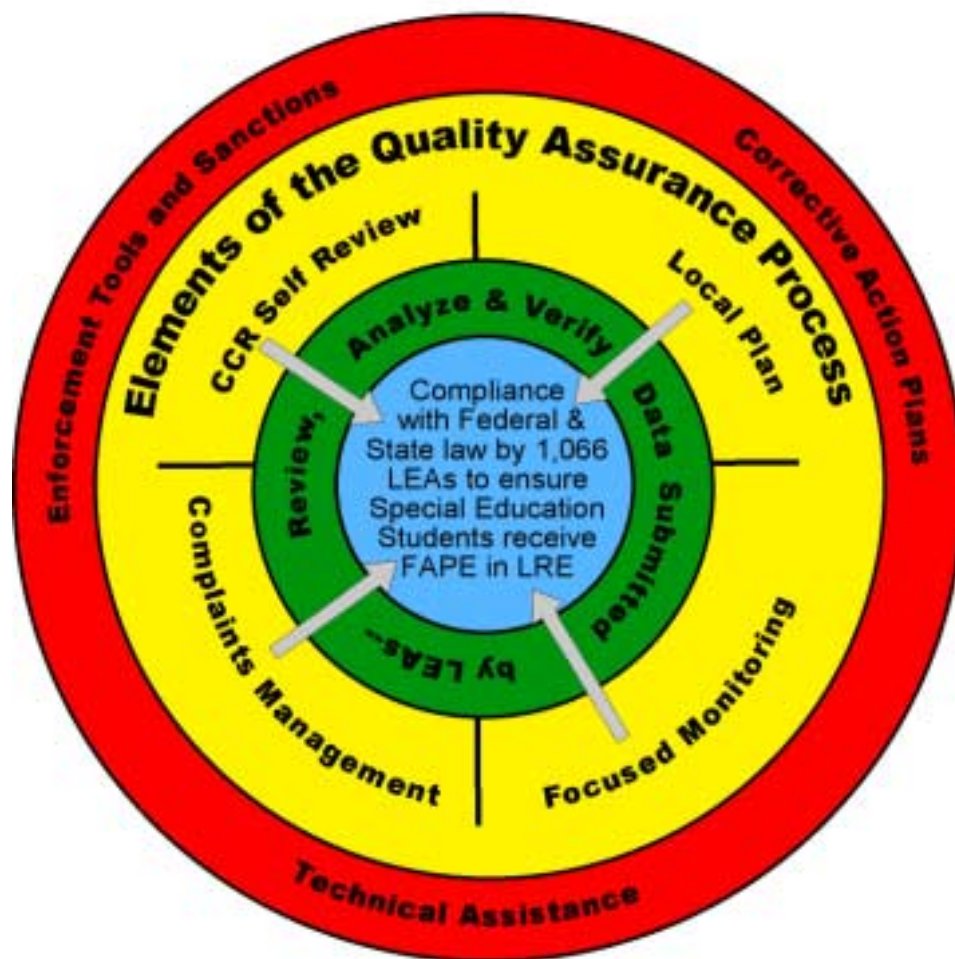 Enforcement Tools and Sanctions
Corrective Action Plans
Technical Assistance
Elements of the Quality Assurance Process
CCR Self Review
Local Plan
Complaints Management
Focused Monitoring
Review, Analyze & Verify Data Submitted by LEAs--
Compliance
with Federal &
State law by 1,066
LEAs to ensure
Special Education
Students receive
FAPE in LRE